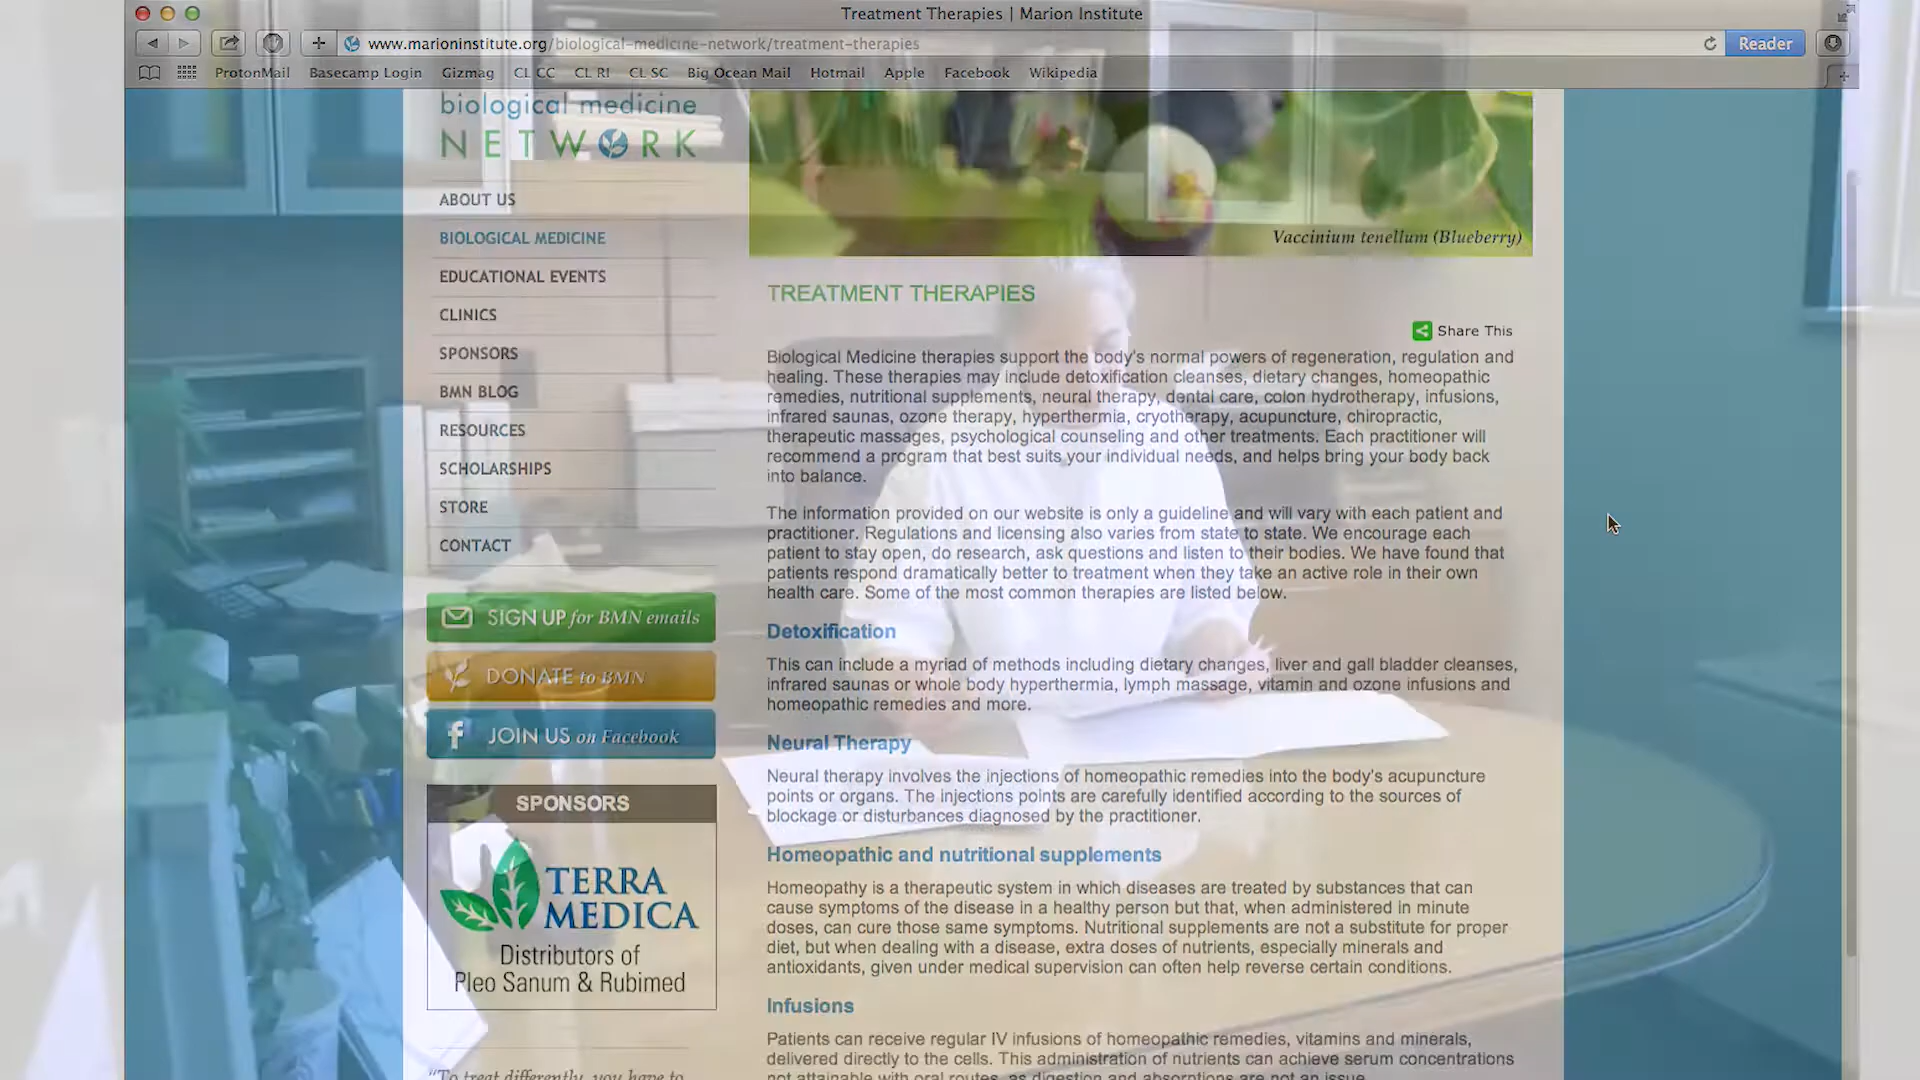 Treatment Therapies | Marion Institute
www.marioninstitute.org/biological-medicine-network/treatment-therapies
Reader
ProtonMail Basecamp Login Gizmag CL CC CL RI CL SC Big Ocean Mail Hotmail Apple Facebook Wikipedia
biological medicine
NETWORK
ABOUT US
BIOLOGICAL MEDICINE
EDUCATIONAL EVENTS
CLINICS
SPONSORS
BMN BLOG
RESOURCES
SCHOLARSHIPS
STORE
CONTACT
SIGN UP for BMN emails
DONATE to BMN
JOIN US on Facebook
SPONSORS
TERRA
MEDICA
Distributors of
Pleo Sanum & Rubimed
"To treat differently, you have to
Vaccinium tenellum (Blueberry)
TREATMENT THERAPIES
Share This
Biological Medicine therapies support the body's normal powers of regeneration, regulation and
healing. These therapies may include detoxification cleanses, dietary changes, homeopathic
remedies, nutritional supplements, neural therapy, dental care, colon hydrotherapy, infusions,
infrared saunas, ozone therapy, hyperthermia, cryotherapy, acupuncture, chiropractic,
therapeutic massages, psychological counseling and other treatments. Each practitioner will
recommend a program that best suits your individual needs, and helps bring your body back
into balance.
The information provided on our website is only a guideline and will vary with each patient and
practitioner. Regulations and licensing also varies from state to state. We encourage each
patient to stay open, do research, ask questions and listen to their bodies. We have found that
patients respond dramatically better to treatment when they take an active role in their own
health care. Some of the most common therapies are listed below.
Detoxification
This can include a myriad of methods including dietary changes, liver and gall bladder cleanses,
infrared saunas or whole body hyperthermia, lymph massage, vitamin and ozone infusions and
homeopathic remedies and more.
Neural Therapy
Neural therapy involves the injections of homeopathic remedies into the body's acupuncture
points or organs. The injections points are carefully identified according to the sources of
blockage or disturbances diagnosed by the practitioner.
Homeopathic and nutritional supplements
Homeopathy is a therapeutic system in which diseases are treated by substances that can
cause symptoms of the disease in a healthy person but that, when administered in minute
doses, can cure those same symptoms. Nutritional supplements are not a substitute for proper
diet, but when dealing with a disease, extra doses of nutrients, especially minerals and
antioxidants, given under medical supervision can often help reverse certain conditions.
Infusions
Patients can receive regular IV infusions of homeopathic remedies, vitamins and minerals,
delivered directly to the cells. This administration of nutrients can achieve serum concentrations
not attainable with oral routes, as digestion and absorptions are not an issue.